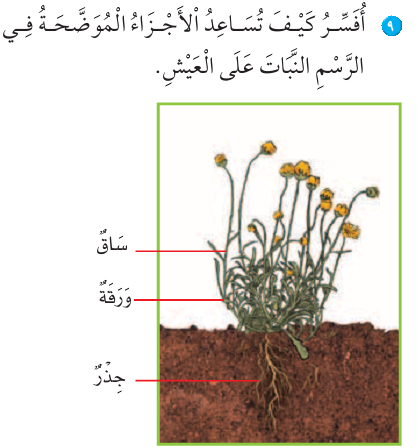 ٩ أُفَسِّرُ كَيْفَ تُسَاعِدُ الْأَجْزَاءُ الْمُوَضَّحَةُ فِي
الرَّسْمِ النَّبَاتَ عَلَى الْعَيْشِ.
سَاقٌ
وَرَقَةٌ
جِذْرٌ